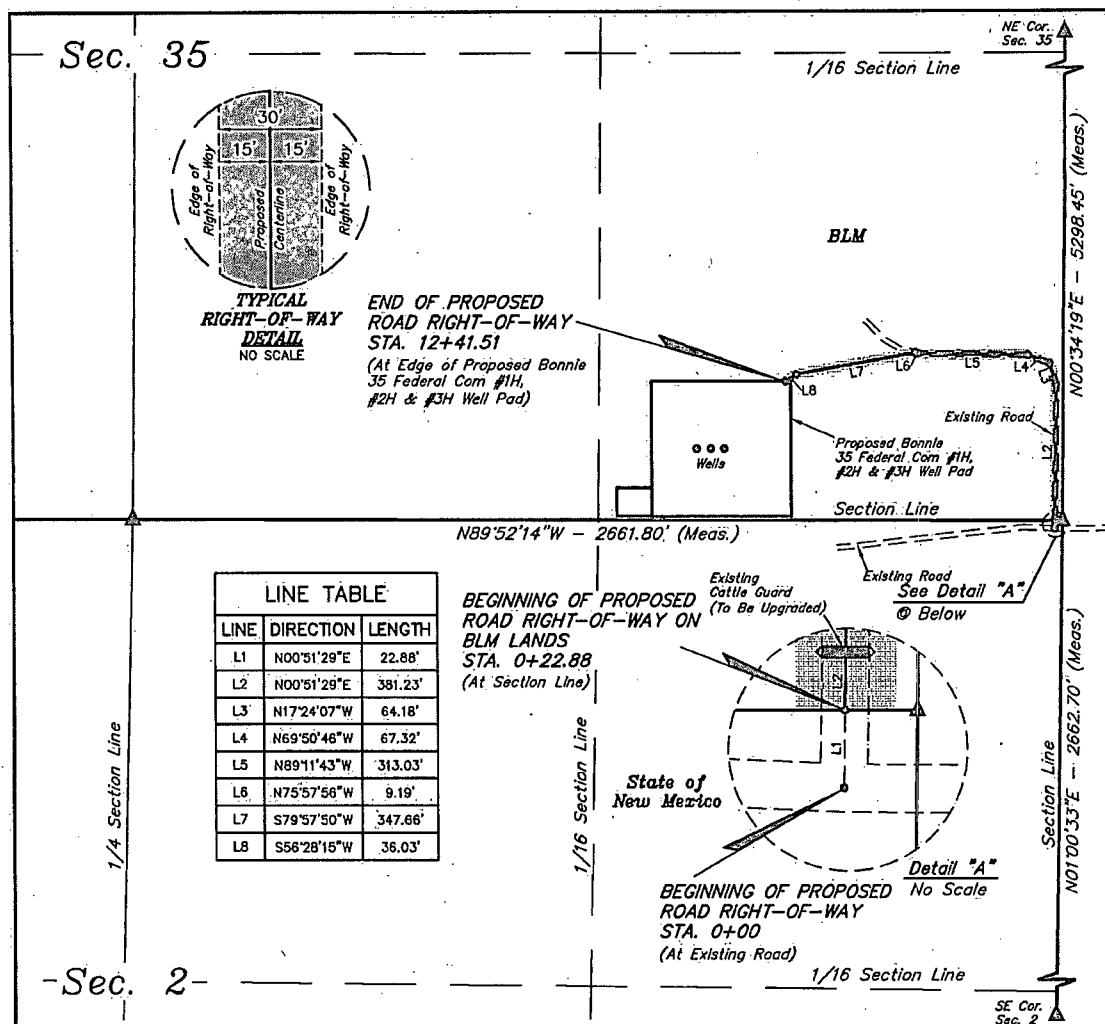 Sec. 35
NE Cor.
Sec. 35
1/16 Section Line
30'
15' 15'
Edge of
Right-of-Way
Proposed
Centerline
Edge of
Right-of-Way
TYPICAL
RIGHT-OF-WAY
DETAIL
NO SCALE
END OF PROPOSED
ROAD RIGHT-OF-WAY
STA. 12+41.51
(At Edge of Proposed Bonnie
35 Federal Com #1H,
#2H & #3H Well Pad)
BLM
N00°34'19"E - 5298.45' (Meas.)
L8
L7
L6
L5
L4
L3
L2
Existing Road
Wells
Proposed Bonnie
35 Federal Com #1H,
#2H & #3H Well Pad
Section Line
N89°52'14"W - 2661.80' (Meas.)
Existing Road
See Detail "A"
@ Below
LINE TABLE
LINE DIRECTION LENGTH
L1 N00°51'29"E 22.88'
L2 N00°51'29"E 381.23'
L3 N17°24'07"W 64.18'
L4 N69°50'46"W 67.32'
L5 N89°11'43"W 313.03'
L6 N75°57'56"W 9.19'
L7 S79°57'50"W 347.66'
L8 S56°28'15"W 36.03'
BEGINNING OF PROPOSED
ROAD RIGHT-OF-WAY ON
BLM LANDS
STA. 0+22.88
(At Section Line)
Existing
Cattle Guard
(To Be Upgraded)
L2
L1
State of
New Mexico
Detail "A"
No Scale
BEGINNING OF PROPOSED
ROAD RIGHT-OF-WAY
STA. 0+00
(At Existing Road)
1/4 Section Line
1/16 Section Line
Section Line
N01°00'33"E - 2662.70' (Meas.)
Sec. 2
1/16 Section Line
SE Cor.
Sec. 2